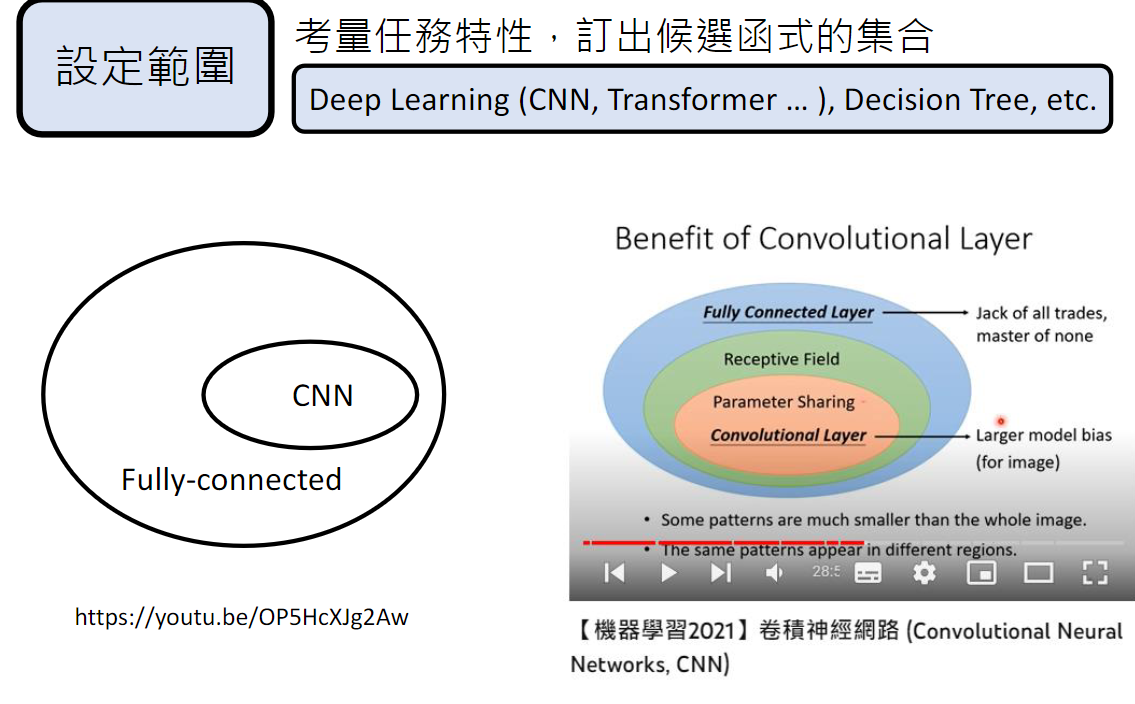 設定範圍
考量任務特性，訂出候選函式的集合
Deep Learning (CNN, Transformer … ), Decision Tree, etc.
CNN
Fully-connected
https://youtu.be/OP5HcXJg2Aw
Benefit of Convolutional Layer
Fully Connected Layer
Jack of all trades,
master of none
Receptive Field
Parameter Sharing
Convolutional Layer
Larger model bias
(for image)
• Some patterns are much smaller than the whole image.
• The same patterns appear in different regions.
28:5
【機器學習2021】卷積神經網路 (Convolutional Neural
Networks, CNN)